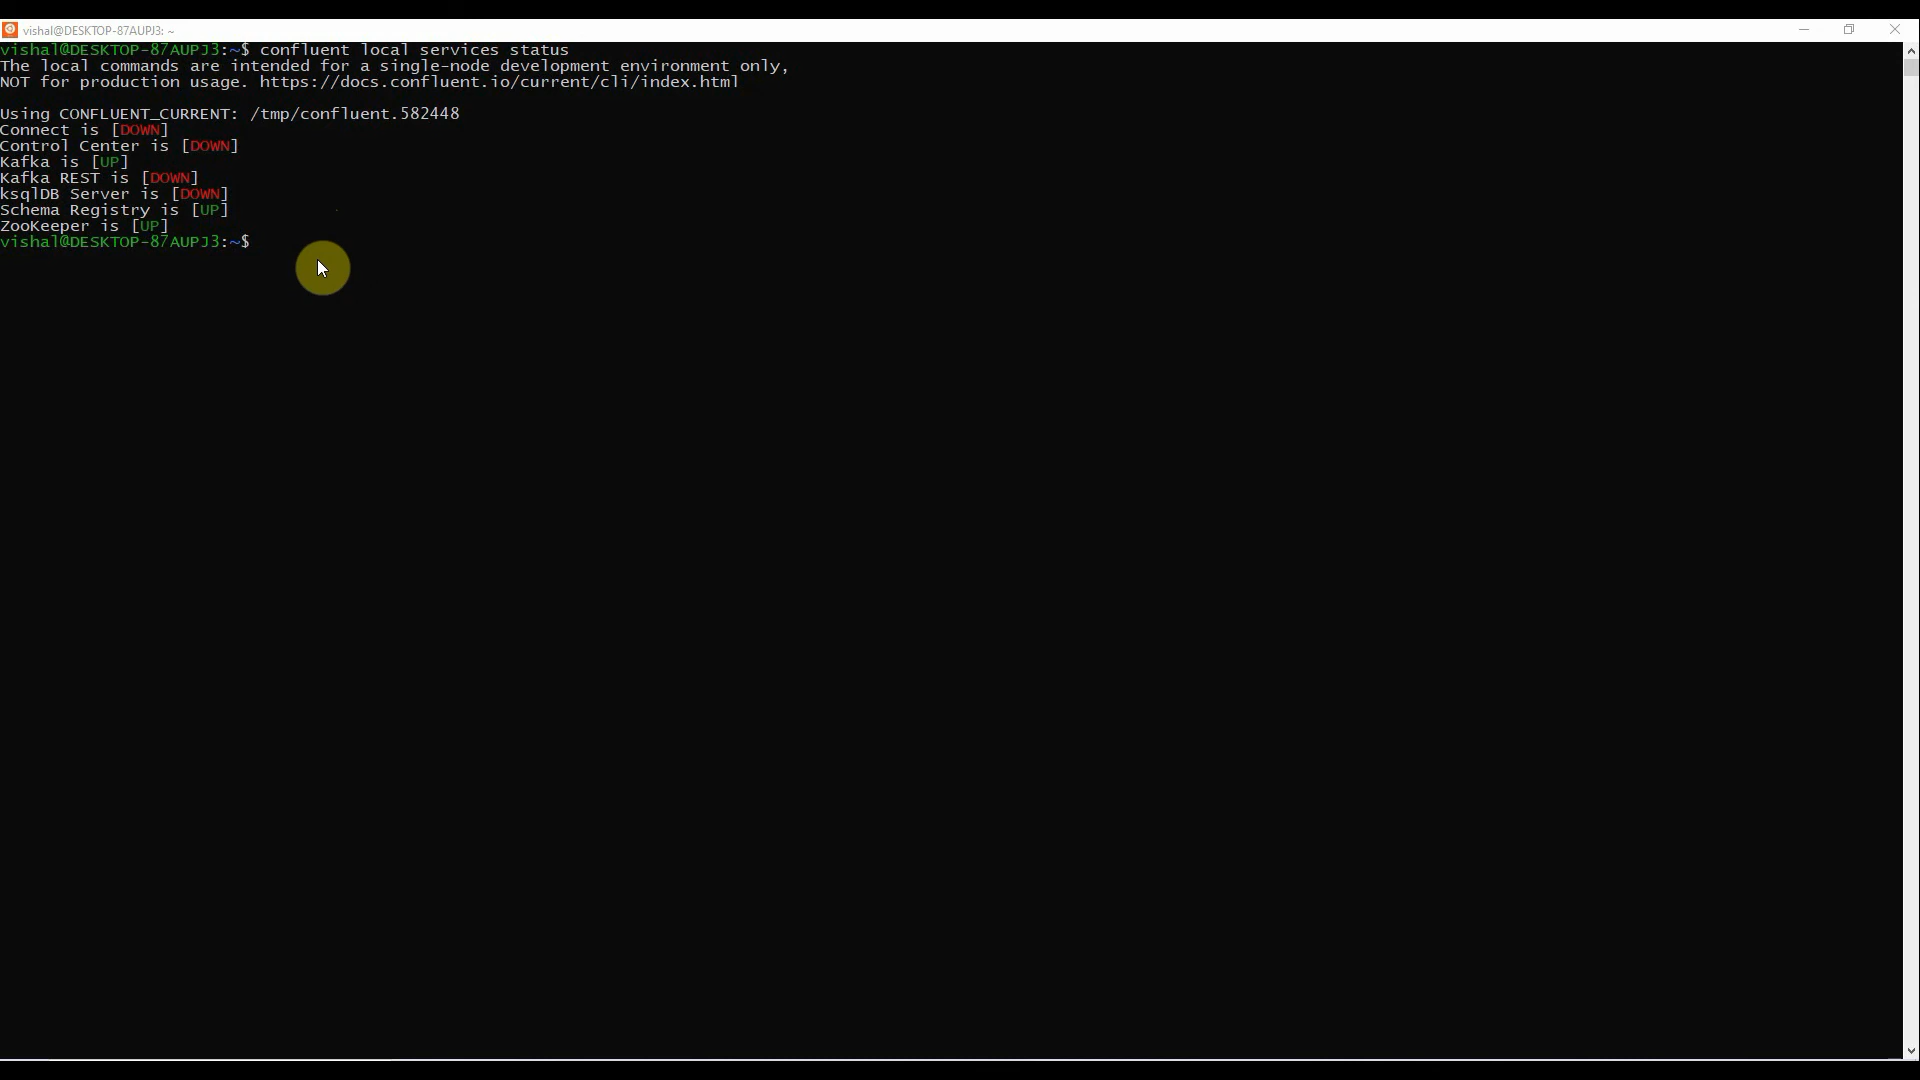 vishal@DESKTOP-87AUPJ3: ~
vishal@DESKTOP-87AUPJ3:~$ confluent local services status
The local commands are intended for a single-node development environment only,
NOT for production usage. https://docs.confluent.io/current/cli/index.html
Using CONFLUENT_CURRENT: /tmp/confluent.582448
Connect is [DOWN]
Control Center is [DOWN]
Kafka is [UP]
Kafka REST is [DOWN]
ksqlDB Server is [DOWN]
Schema Registry is [UP]
ZooKeeper is [UP]
vishal@DESKTOP-87AUPJ3:~$